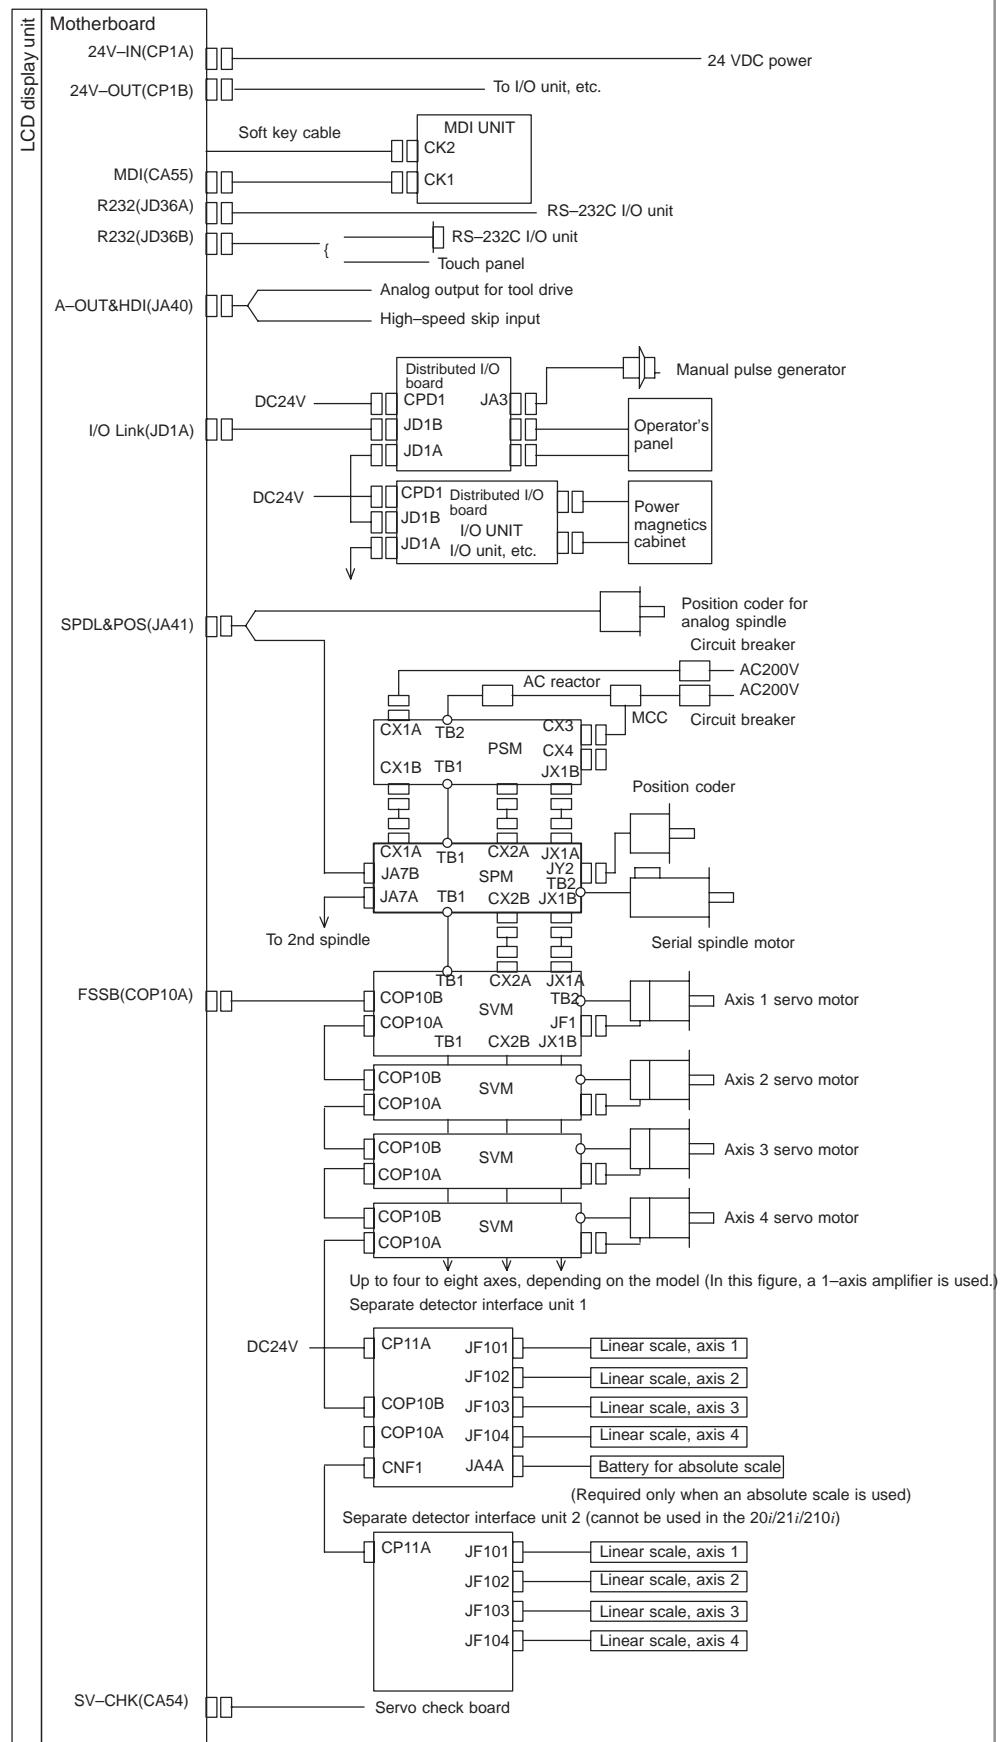 LCD display unit
Motherboard
24V–IN(CP1A)
24 VDC power
24V–OUT(CP1B)
To I/O unit, etc.
MDI UNIT
Soft key cable
CK2
MDI(CA55)
CK1
R232(JD36A)
RS–232C I/O unit
R232(JD36B)
RS–232C I/O unit
{
Touch panel
Analog output for tool drive
A–OUT&HDI(JA40)
High–speed skip input
Distributed I/O
board
Manual pulse generator
DC24V
CPD1
JA3
I/O Link(JD1A)
JD1B
Operator's
panel
JD1A
DC24V
CPD1
Distributed I/O
board
JD1B
I/O UNIT
JD1A
I/O unit, etc.
Power
magnetics
cabinet
SPDL&POS(JA41)
Position coder for
analog spindle
Circuit breaker
AC200V
AC reactor
AC200V
MCC
Circuit breaker
CX1A
TB2
CX3
PSM
CX4
CX1B
TB1
JX1B
Position coder
CX1A
TB1
CX2A
JX1A
JA7B
SPM
JY2
TB2
JA7A
TB1
CX2B
JX1B
To 2nd spindle
Serial spindle motor
TB1
CX2A
JX1A
FSSB(COP10A)
COP10B
SVM
TB2
Axis 1 servo motor
COP10A
JF1
TB1
CX2B
JX1B
COP10B
SVM
Axis 2 servo motor
COP10A
COP10B
SVM
Axis 3 servo motor
COP10A
COP10B
SVM
Axis 4 servo motor
COP10A
Up to four to eight axes, depending on the model (In this figure, a 1–axis amplifier is used.)
Separate detector interface unit 1
DC24V
CP11A
JF101
Linear scale, axis 1
JF102
Linear scale, axis 2
COP10B
JF103
Linear scale, axis 3
COP10A
JF104
Linear scale, axis 4
CNF1
JA4A
Battery for absolute scale
(Required only when an absolute scale is used)
Separate detector interface unit 2 (cannot be used in the 20i/21i/210i)
CP11A
JF101
Linear scale, axis 1
JF102
Linear scale, axis 2
JF103
Linear scale, axis 3
JF104
Linear scale, axis 4
SV–CHK(CA54)
Servo check board